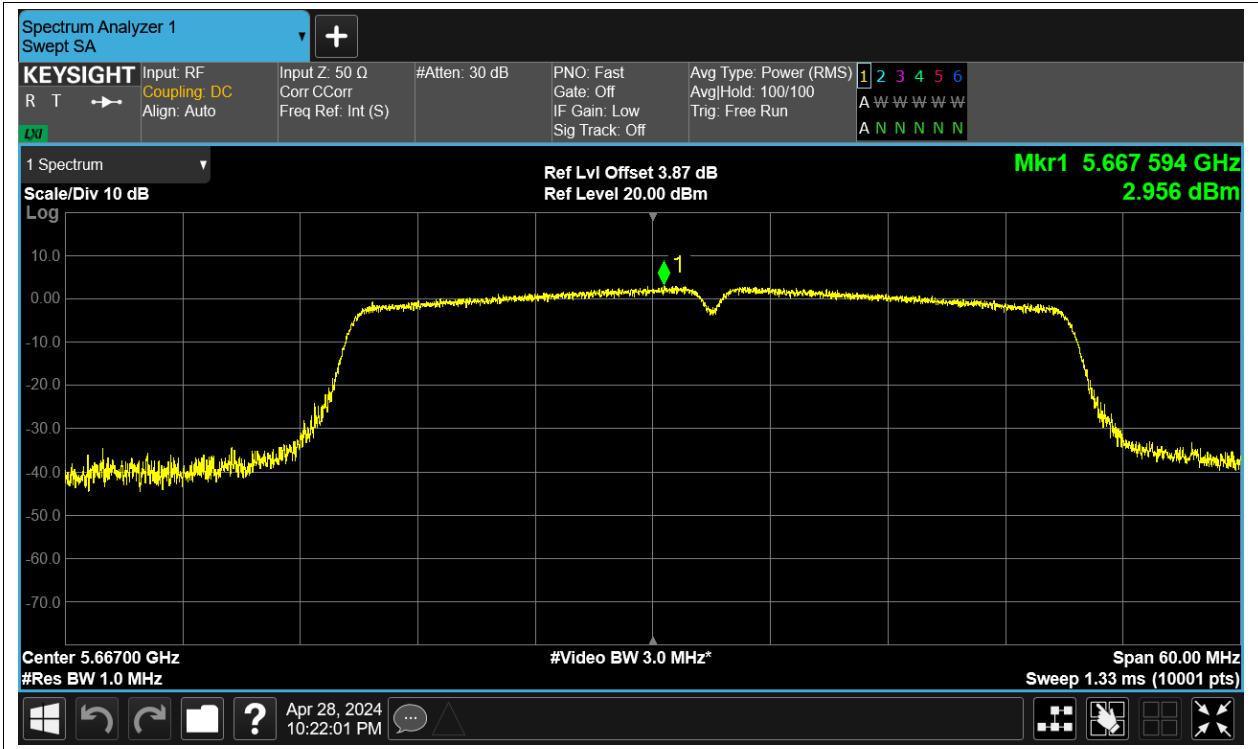 Spectrum Analyzer 1
Swept SA
KEYSIGHT
R T
LXI
Input: RF
Coupling: DC
Align: Auto
Input Z: 50 Ω
Corr CCorr
Freq Ref: Int (S)
#Atten: 30 dB
PNO: Fast
Gate: Off
IF Gain: Low
Sig Track: Off
Avg Type: Power (RMS)
Avg|Hold: 100/100
Trig: Free Run
1 2 3 4 5 6
A W W W W W
A N N N N N
1 Spectrum
Scale/Div 10 dB
Log
Ref Lvl Offset 3.87 dB
Ref Level 20.00 dBm
Mkr1 5.667 594 GHz
2.956 dBm
1
10.0
0.00
-10.0
-20.0
-30.0
-40.0
-50.0
-60.0
-70.0
Center 5.66700 GHz
#Res BW 1.0 MHz
#Video BW 3.0 MHz*
Span 60.00 MHz
Sweep 1.33 ms (10001 pts)
?
Apr 28, 2024
10:22:01 PM